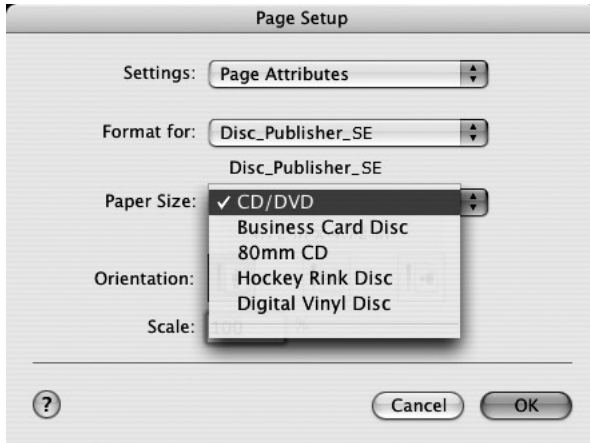 Page Setup
Settings: Page Attributes
Format for: Disc_Publisher_SE
Disc_Publisher_SE
Paper Size: ✓ CD/DVD
Business Card Disc
80mm CD
Hockey Rink Disc
Orientation:
Digital Vinyl Disc
Scale: 100 %
? Cancel OK